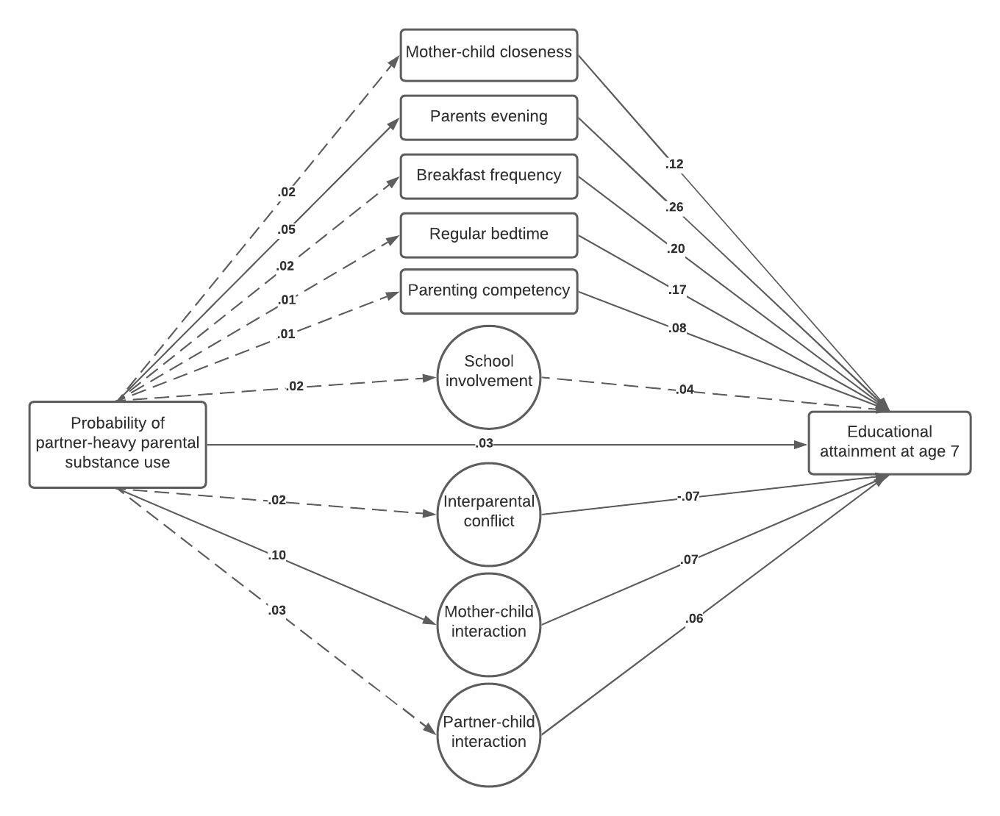 Mother-child closeness
Parents evening
.12
Breakfast frequency
.02
.26
.05
Regular bedtime
.20
.02
Parenting competency
.17
.01
.08
.01
School
involvement
.02
.04
Probability of
partner-heavy parental
substance use
.03
Educational
attainment at age 7
Interparental
conflict
.02
-.07
.10
.07
Mother-child
interaction
.03
.06
Partner-child
interaction